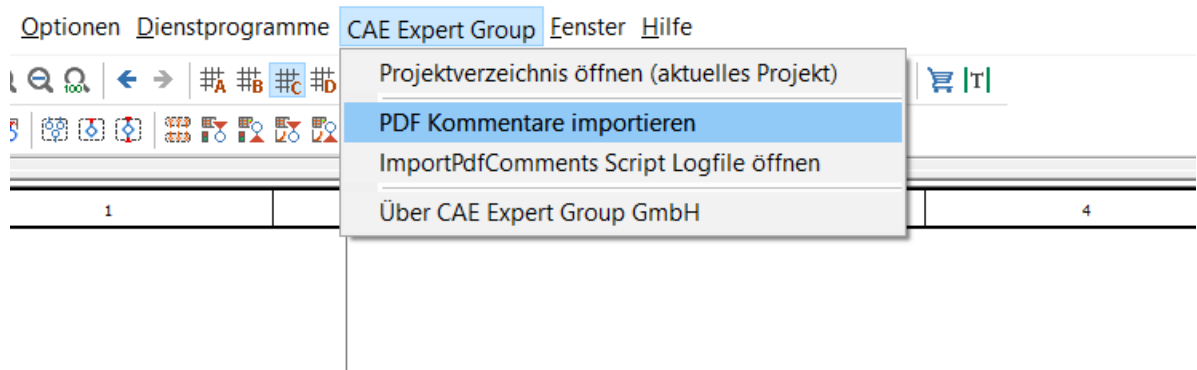 Optionen Dienstprogramme CAE Expert Group Fenster Hilfe
100% A B C D T
Projektverzeichnis öffnen (aktuelles Projekt)
PDF Kommentare importieren
ImportPdfComments Script Logfile öffnen
Über CAE Expert Group GmbH
1 4